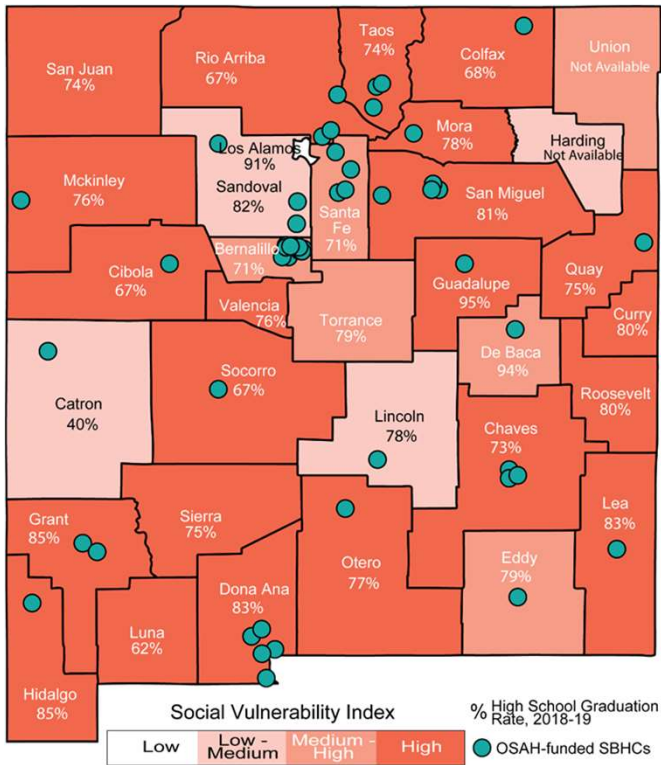 Taos
74%
Colfax
68%
Union
Not Available
Rio Arriba
67%
San Juan
74%
Mora
78%
Harding
Not Available
Los Alamos
91%
Sandoval
82%
Mckinley
76%
San Miguel
81%
Santa
Fe
71%
Bernalillo
71%
Cibola
67%
Guadalupe
95%
Quay
75%
Valencia
76%
Torrance
79%
Curry
80%
De Baca
94%
Socorro
67%
Roosevelt
80%
Catron
40%
Lincoln
78%
Chaves
73%
Lea
83%
Grant
85%
Sierra
75%
Otero
77%
Eddy
79%
Dona Ana
83%
Luna
62%
Hidalgo
85%
Social Vulnerability Index
Low
Low -
Medium
Medium -
High
High
% High School Graduation
Rate, 2018-19
OSAH-funded SBHCs